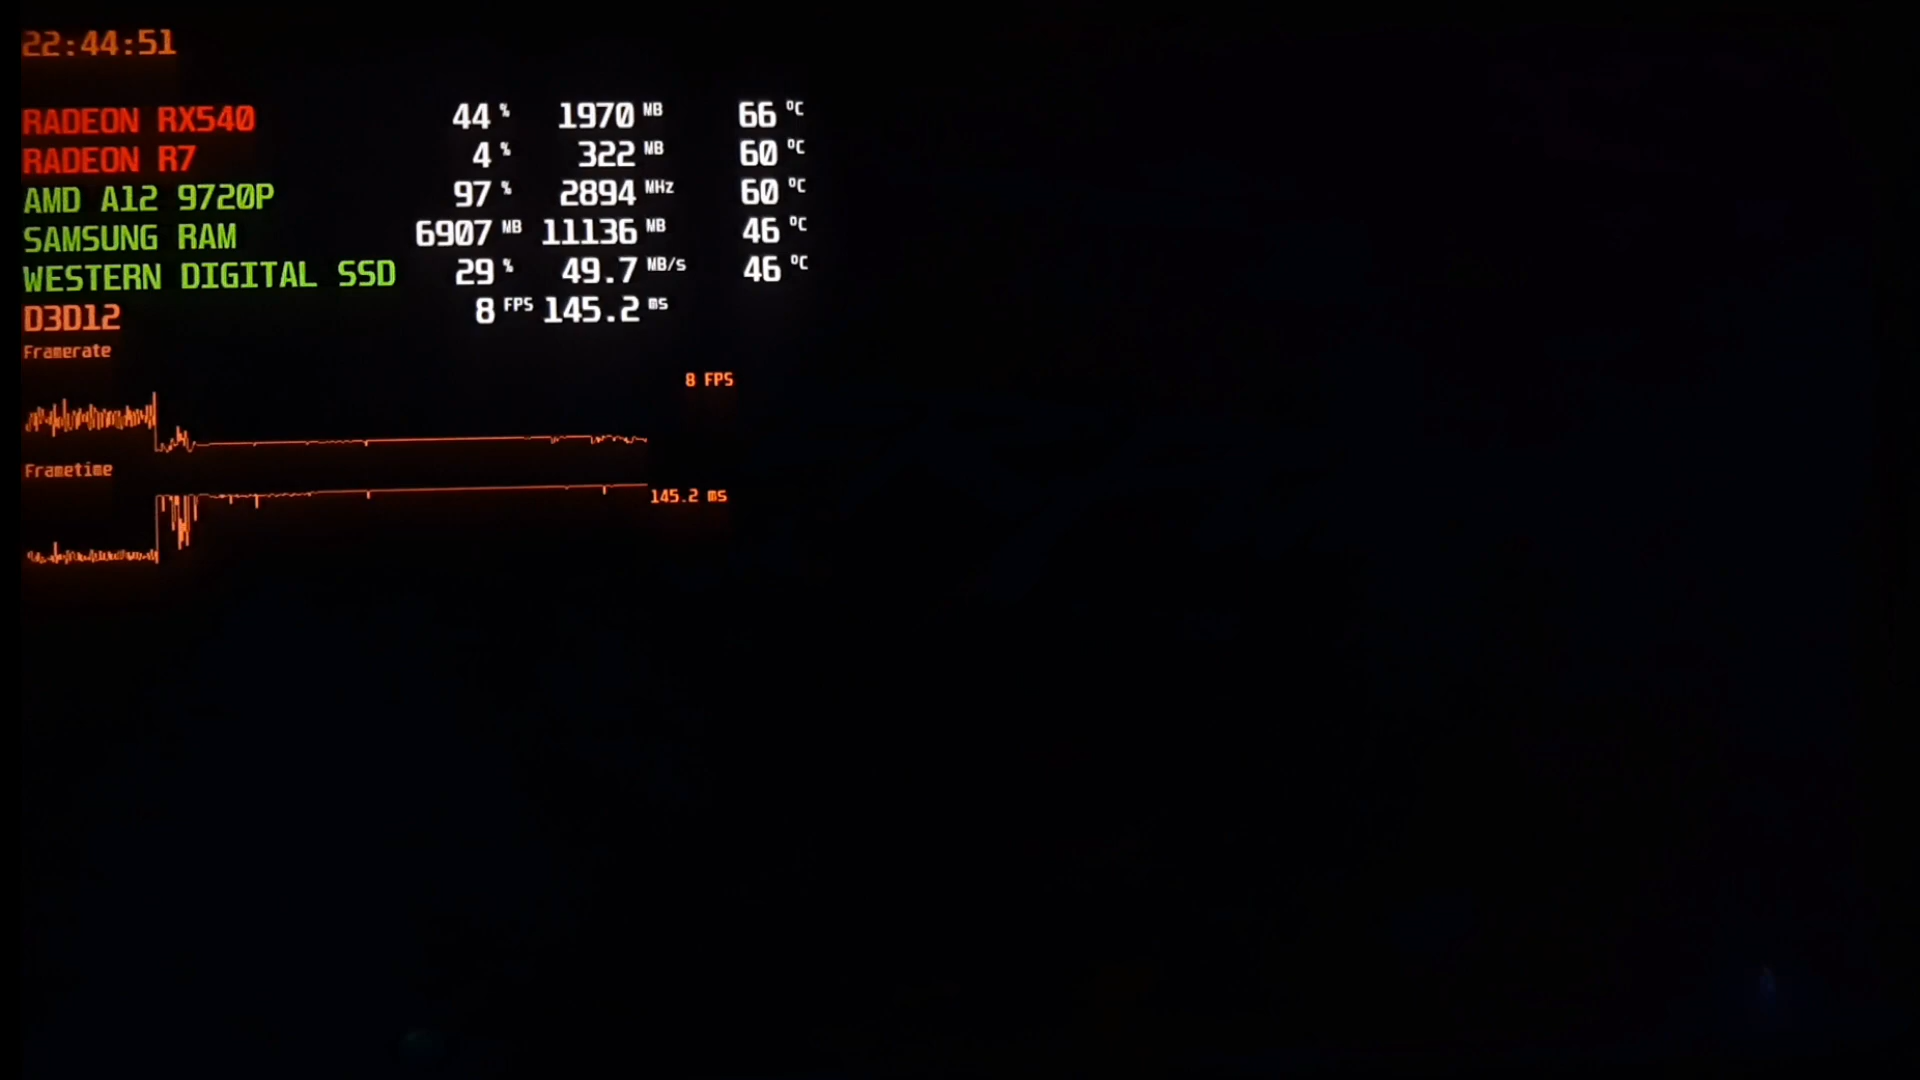 22:44:51
RADEON RX540 44 % 1970 MB 66 °C
RADEON R7 4 % 322 MB 60 °C
AMD A12 9720P 97 % 2894 MHz 60 °C
SAMSUNG RAM 6907 MB 11136 MB 46 °C
WESTERN DIGITAL SSD 29 % 49.7 MB/s 46 °C
D3D12 8 FPS 145.2 ms
Framerate
8 FPS
Frametime
145.2 ms